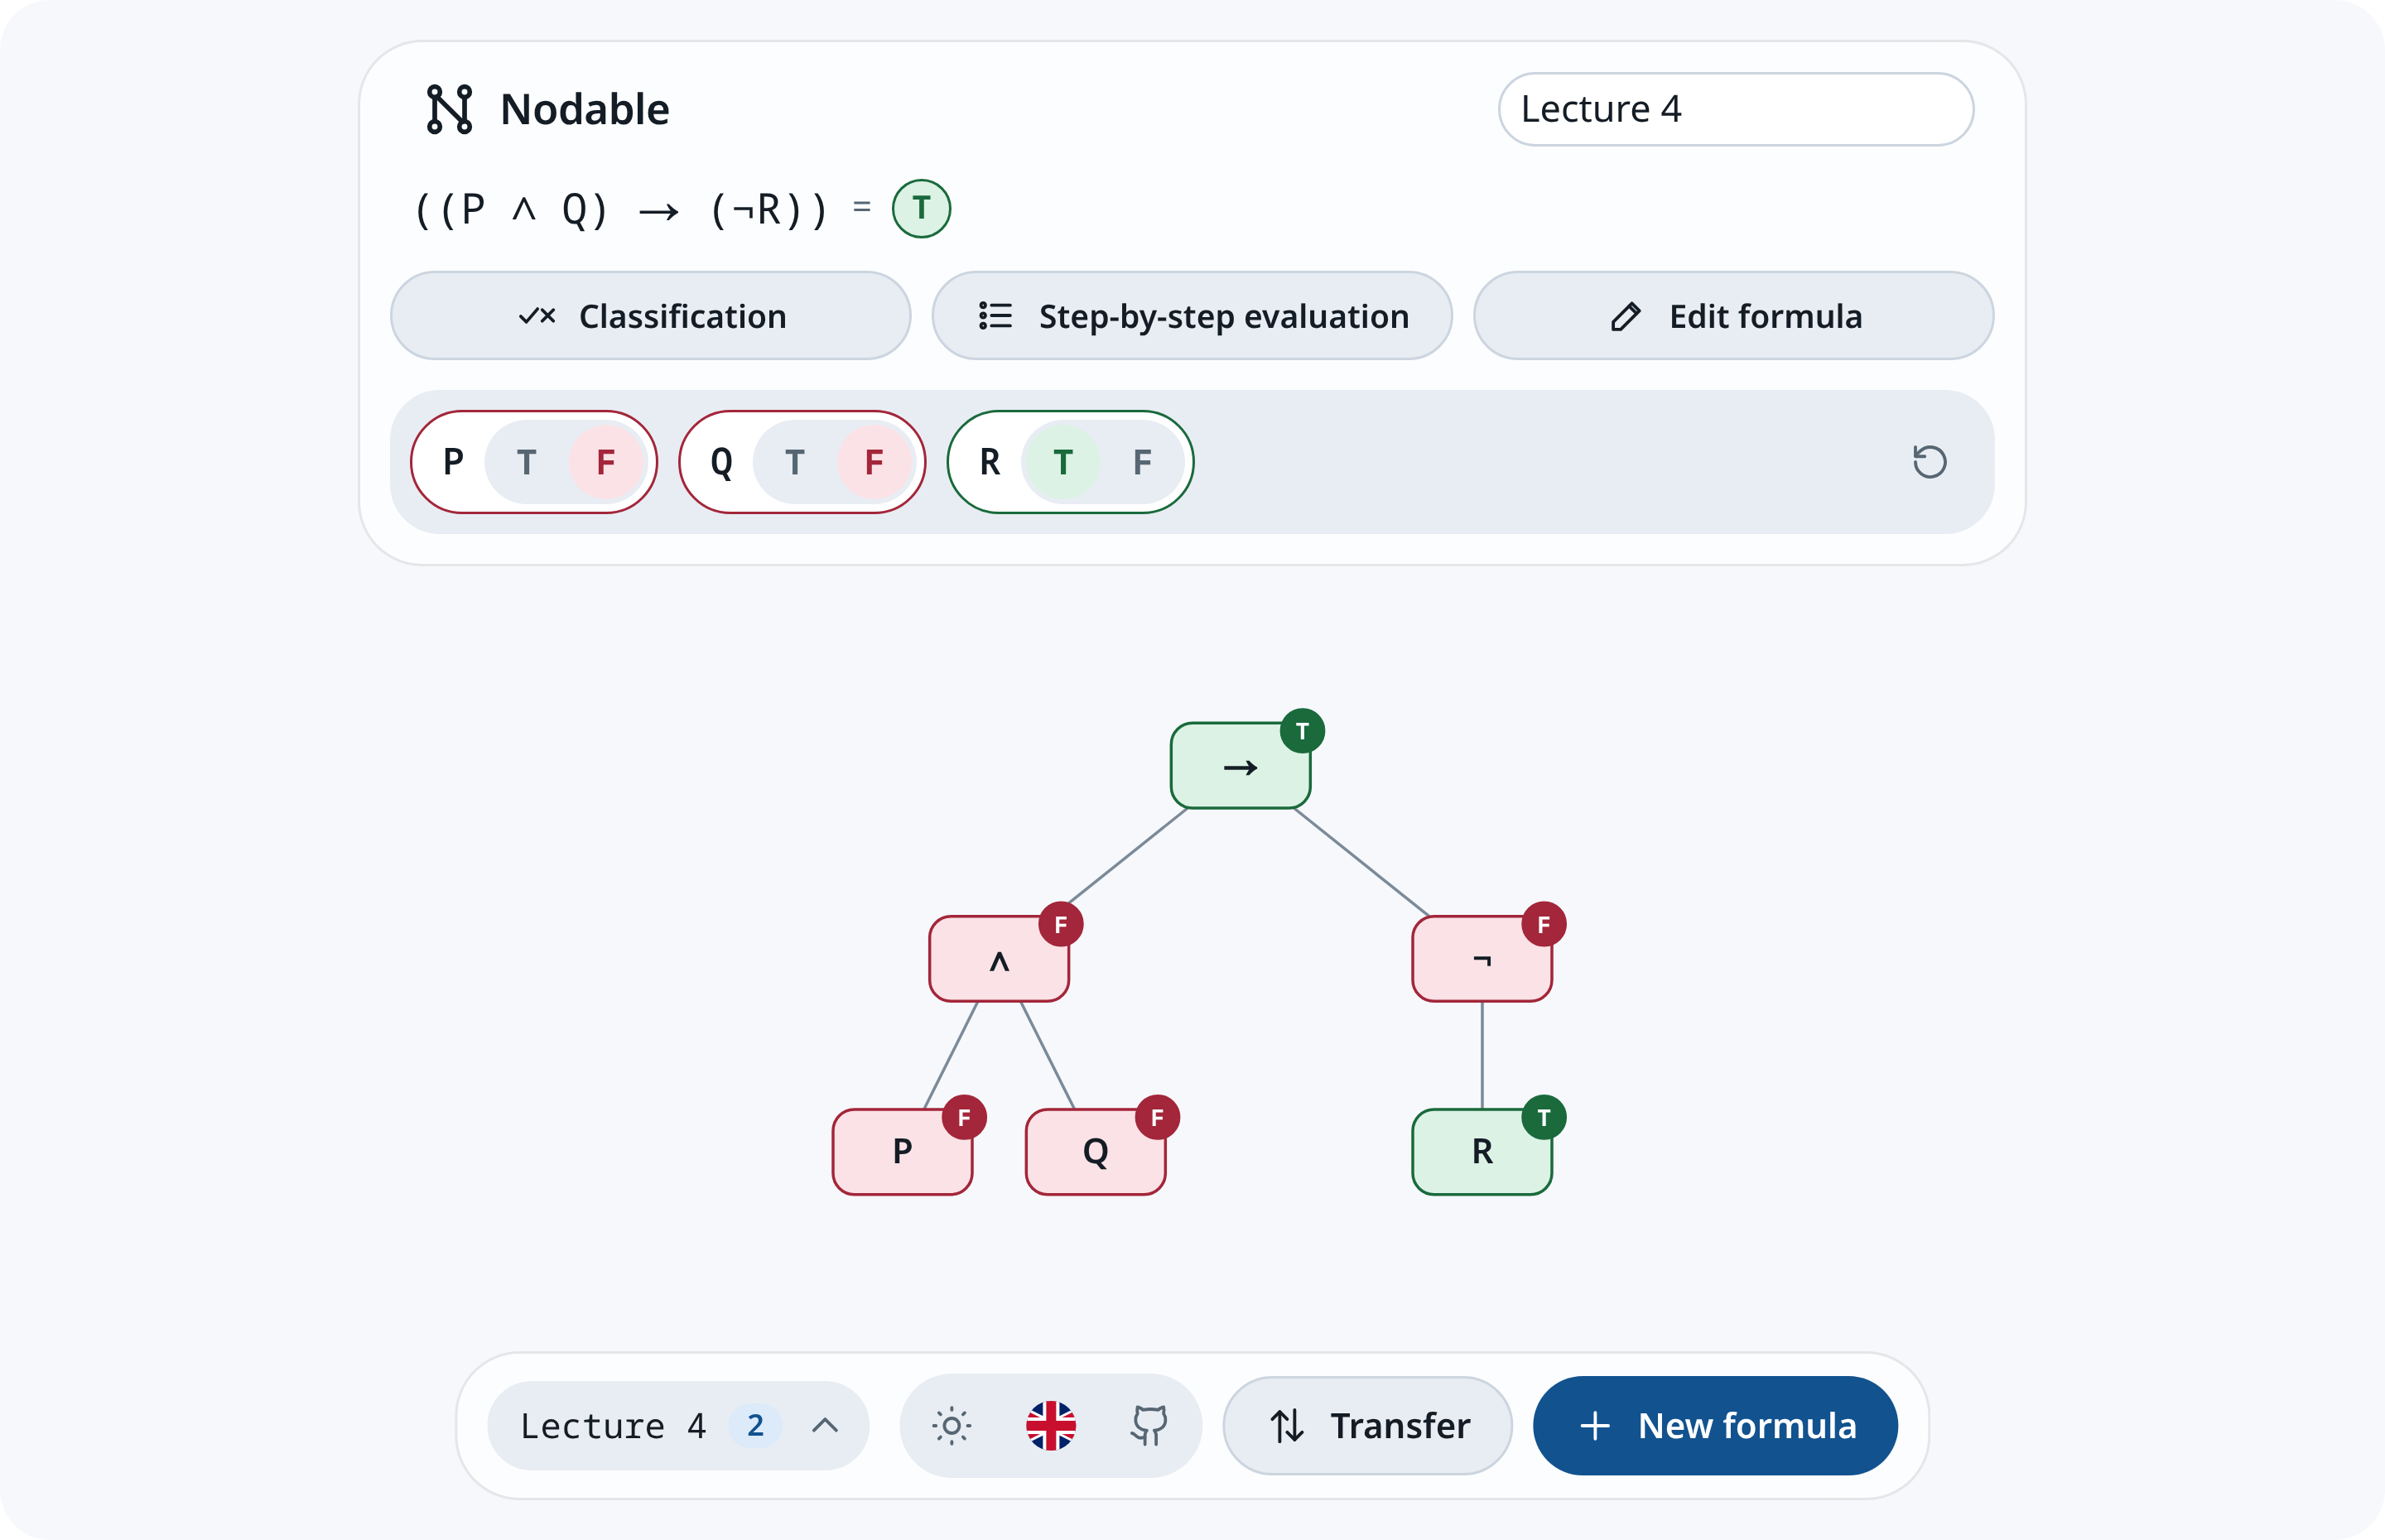 Nodable
Lecture 4
((P ∧ Q) → (¬R)) = T
Classification
Step-by-step evaluation
Edit formula
P T F
Q T F
R T F
→ T
∧ F
¬ F
P F
Q F
R T
Lecture 4 2
Transfer
New formula